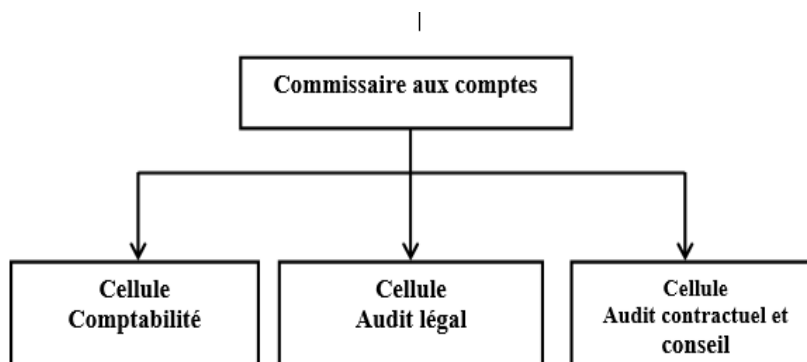 Commissaire aux comptes
Cellule
Comptabilité
Cellule
Audit légal
Cellule
Audit contractuel et
conseil